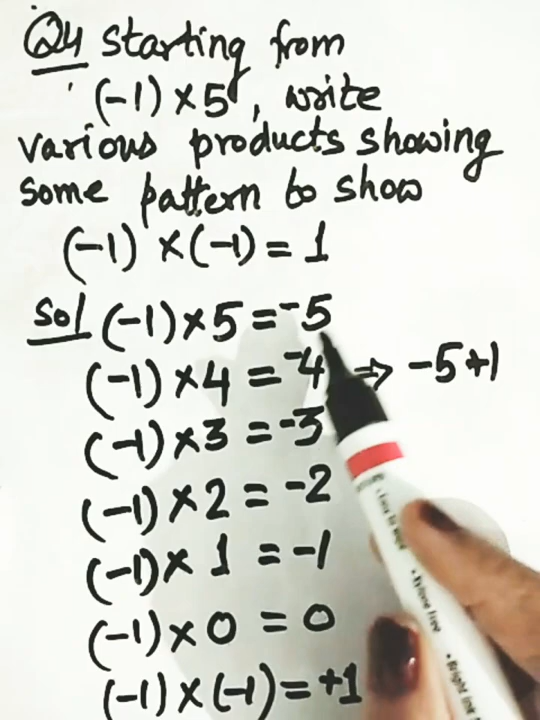 Q4 Starting from
(-1) × 5, write
various products showing
some pattern to show
(-1) × (-1) = 1
Sol (-1) × 5 = -5
(-1) × 4 = -4 ⇒ -5+1
(-1) × 3 = -3
(-1) × 2 = -2
(-1) × 1 = -1
(-1) × 0 = 0
(-1) × (-1) = +1